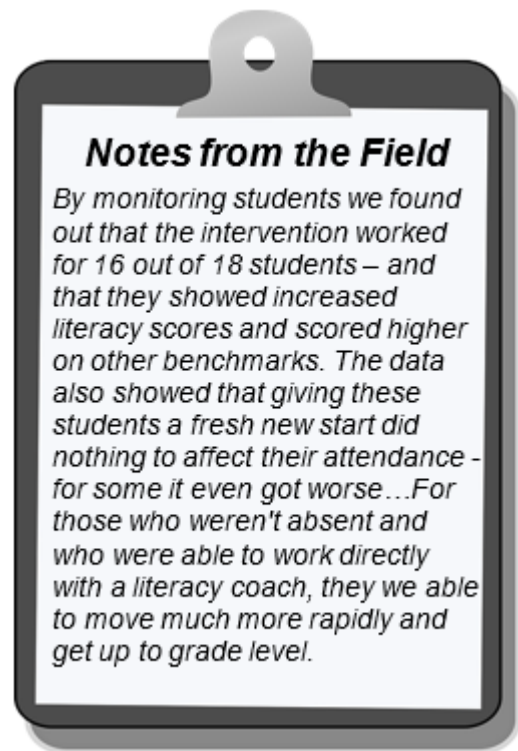 Notes from the Field
By monitoring students we found
out that the intervention worked
for 16 out of 18 students – and
that they showed increased
literacy scores and scored higher
on other benchmarks. The data
also showed that giving these
students a fresh new start did
nothing to affect their attendance -
for some it even got worse…For
those who weren't absent and
who were able to work directly
with a literacy coach, they we able
to move much more rapidly and
get up to grade level.